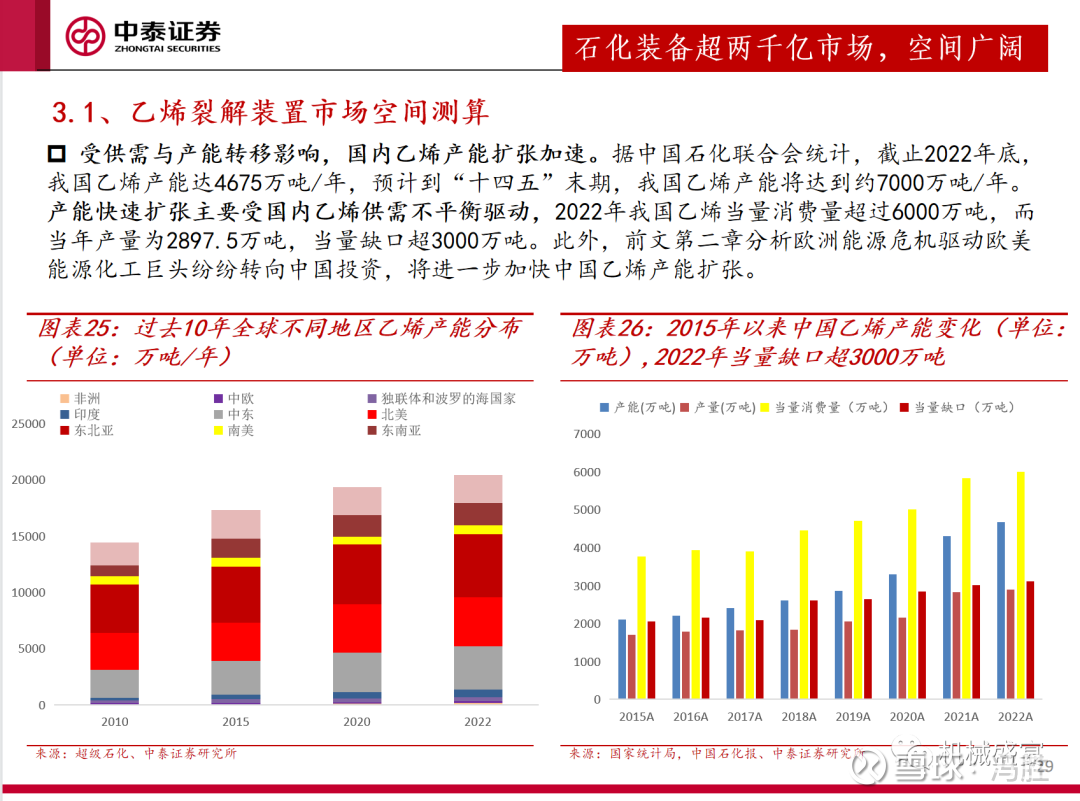 中泰证券
ZHONGTAI SECURITIES
石化装备超两千亿市场，空间广阔
3.1、乙烯裂解装置市场空间测算
受供需与产能转移影响，国内乙烯产能扩张加速。据中国石化联合会统计，截止2022年底，
我国乙烯产能达4675万吨/年，预计到“十四五”末期，我国乙烯产能将达到约7000万吨/年。
产能快速扩张主要受国内乙烯供需不平衡驱动，2022年我国乙烯当量消费量超过6000万吨，而
当年产量为2897.5万吨，当量缺口超3000万吨。此外，前文第二章分析欧洲能源危机驱动欧美
能源化工巨头纷纷转向中国投资，将进一步加快中国乙烯产能扩张。
图表25：过去10年全球不同地区乙烯产能分布
（单位：万吨/年）
非洲 中欧 独联体和波罗的海国家
印度 中东 北美
东北亚 南美 东南亚
25000
20000
15000
10000
5000
0
2010 2015 2020 2022
来源：超级石化、中泰证券研究所
图表26：2015年以来中国乙烯产能变化（单位：
万吨）,2022年当量缺口超3000万吨
产能(万吨) 产量(万吨) 当量消费量（万吨） 当量缺口（万吨）
7000
6000
5000
4000
3000
2000
1000
0
2015A 2016A 2017A 2018A 2019A 2020A 2021A 2022A
来源：国家统计局，中国石化报、中泰证券研究所
29
雪球